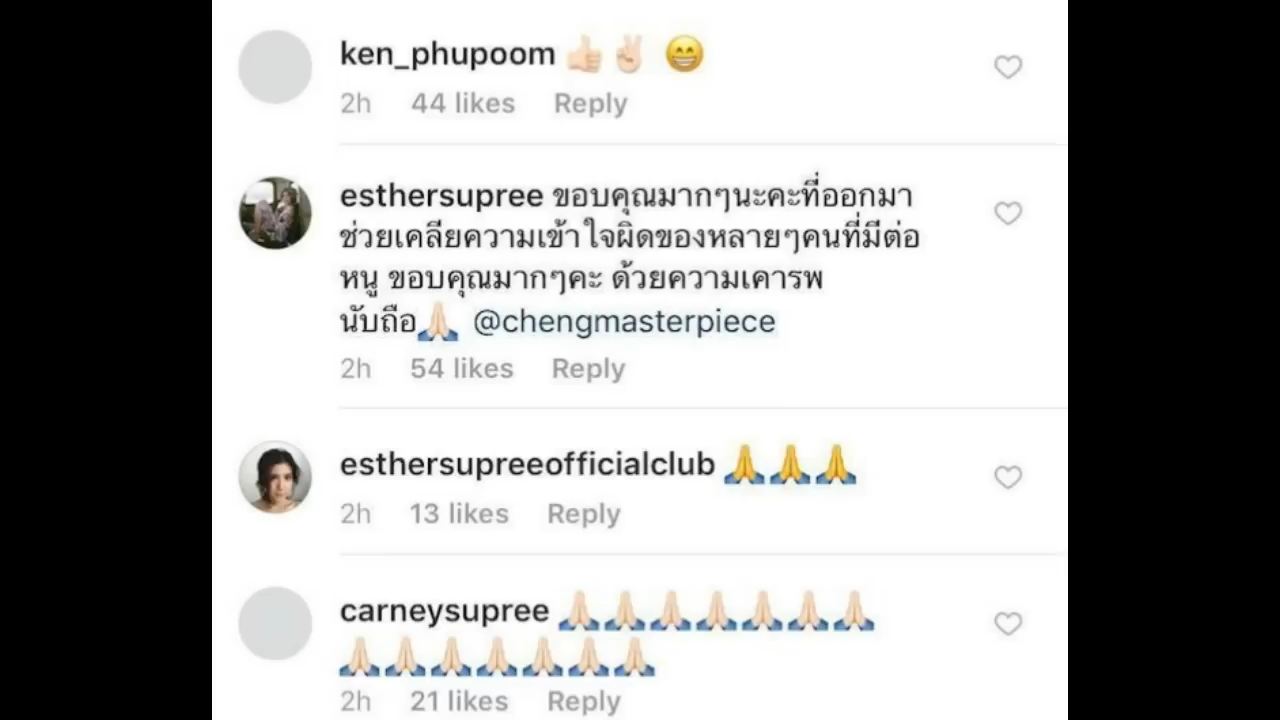 ken_phupoom 👍🏻✌🏻 😁
2h 44 likes Reply
esthersupree ขอบคุณมากๆนะคะที่ออกมา
ช่วยเคลียความเข้าใจผิดของหลายๆคนที่มีต่อ
หนู ขอบคุณมากๆคะ ด้วยความเคารพ
นับถือ🙏🏻 @chengmasterpiece
2h 54 likes Reply
esthersupreeofficialclub 🙏🙏🙏
2h 13 likes Reply
carneysupree 🙏🏻🙏🏻🙏🏻🙏🏻🙏🏻🙏🏻🙏🏻
🙏🏻🙏🏻🙏🏻🙏🏻🙏🏻🙏🏻🙏🏻
2h 21 likes Reply